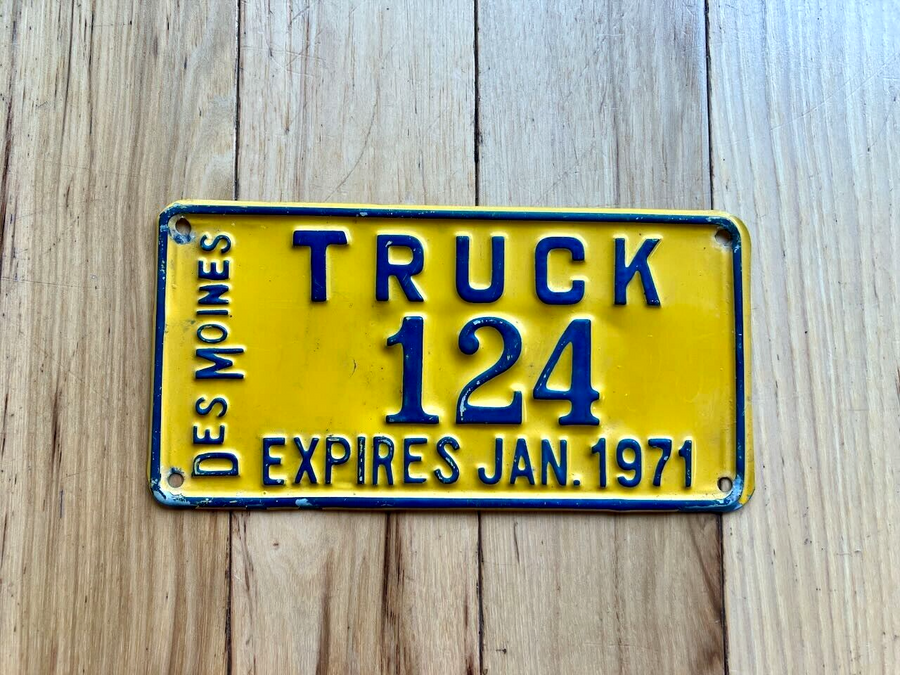 DES MOINES
TRUCK
124
EXPIRES JAN. 1971